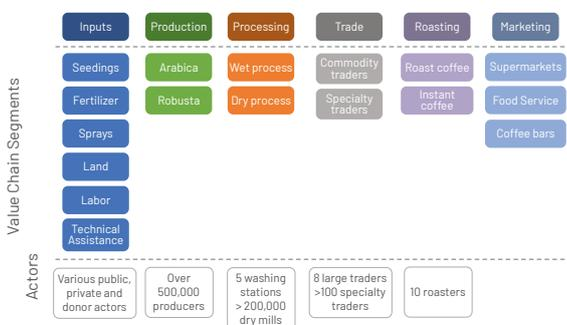 Inputs
Production
Processing
Trade
Roasting
Marketing
Value Chain Segments
Seedings
Fertilizer
Sprays
Land
Labor
Technical
Assistance
Arabica
Robusta
Wet process
Dry process
Commodity
traders
Specialty
traders
Roast coffee
Instant
coffee
Supermarkets
Food Service
Coffee bars
Actors
Various public,
private and
donor actors
Over
500,000
producers
5 washing
stations
> 200,000
dry mills
8 large traders
>100 specialty
traders
10 roasters